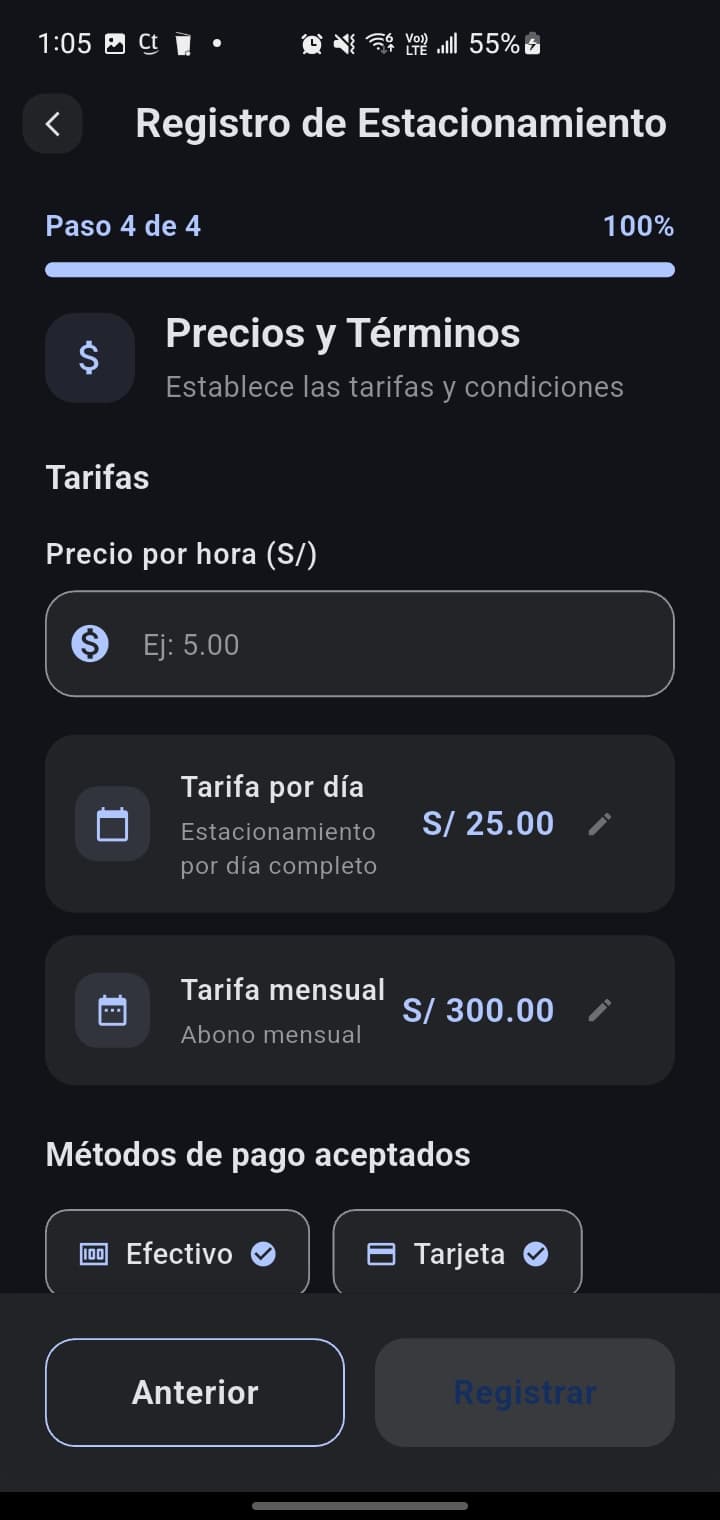 1:05 Ct 55%
Registro de Estacionamiento
Paso 4 de 4 100%
$
Precios y Términos
Establece las tarifas y condiciones
Tarifas
Precio por hora (S/)
$ Ej: 5.00
Tarifa por día
Estacionamiento
por día completo
S/ 25.00
Tarifa mensual
Abono mensual
S/ 300.00
Métodos de pago aceptados
100 Efectivo Tarjeta
Anterior Registrar